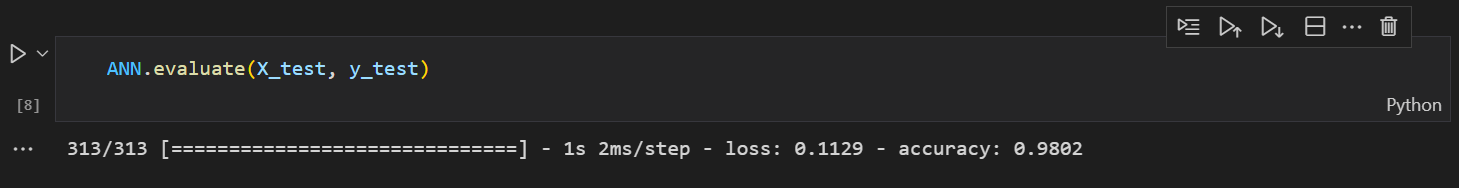 ANN.evaluate(X_test, y_test)
[8]
Python
313/313 [==============================] - 1s 2ms/step - loss: 0.1129 - accuracy: 0.9802